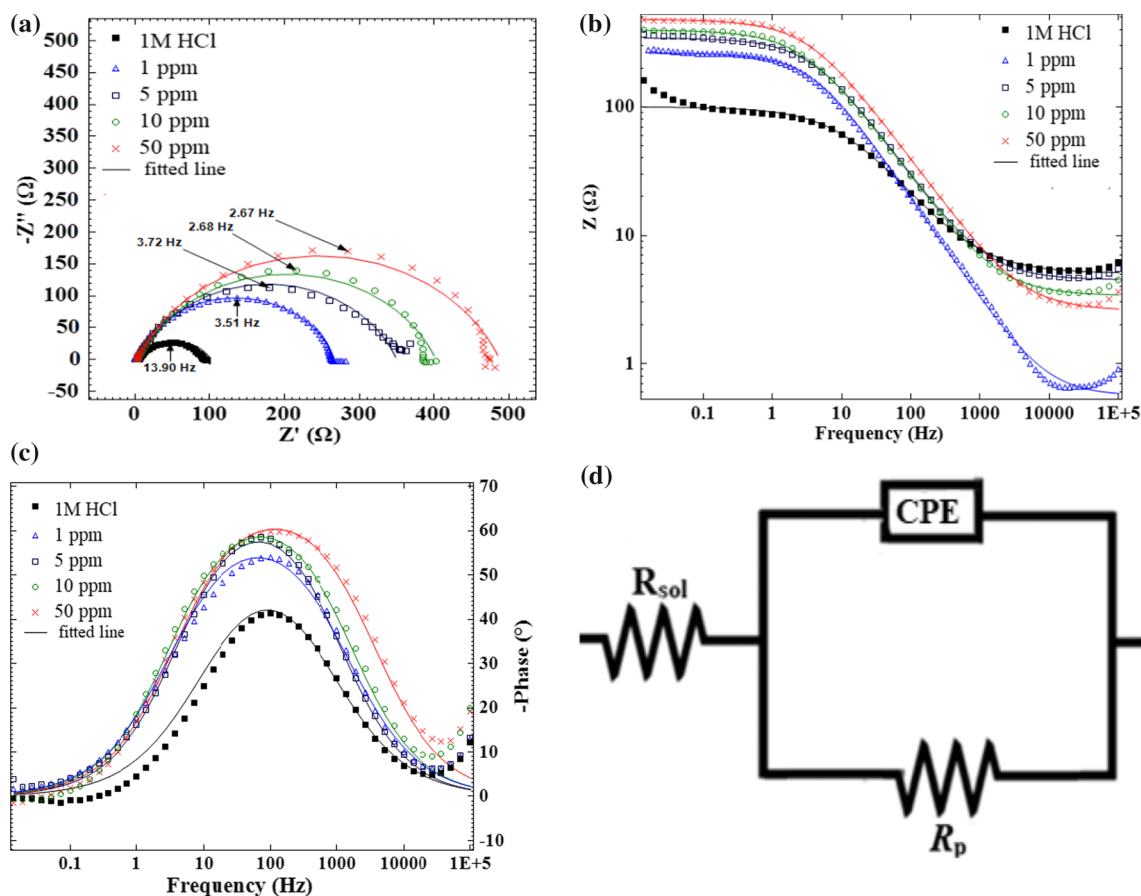 (a)
500
450
400
350
300
250
200
150
100
50
0
-50
-Z" (Ω)
1M HCl
1 ppm
5 ppm
10 ppm
50 ppm
fitted line
2.67 Hz
2.68 Hz
3.72 Hz
3.51 Hz
13.90 Hz
0 100 200 300 400 500
Z' (Ω)
(b)
100
10
1
Z (Ω)
1M HCl
1 ppm
5 ppm
10 ppm
50 ppm
fitted line
0.1 1 10 100 1000 10000 1E+5
Frequency (Hz)
(c)
1M HCl
1 ppm
5 ppm
10 ppm
50 ppm
fitted line
70
60
50
40
30
20
10
0
-10
-Phase (°)
0.1 1 10 100 1000 10000 1E+5
Frequency (Hz)
(d)
CPE
Rsol
Rp